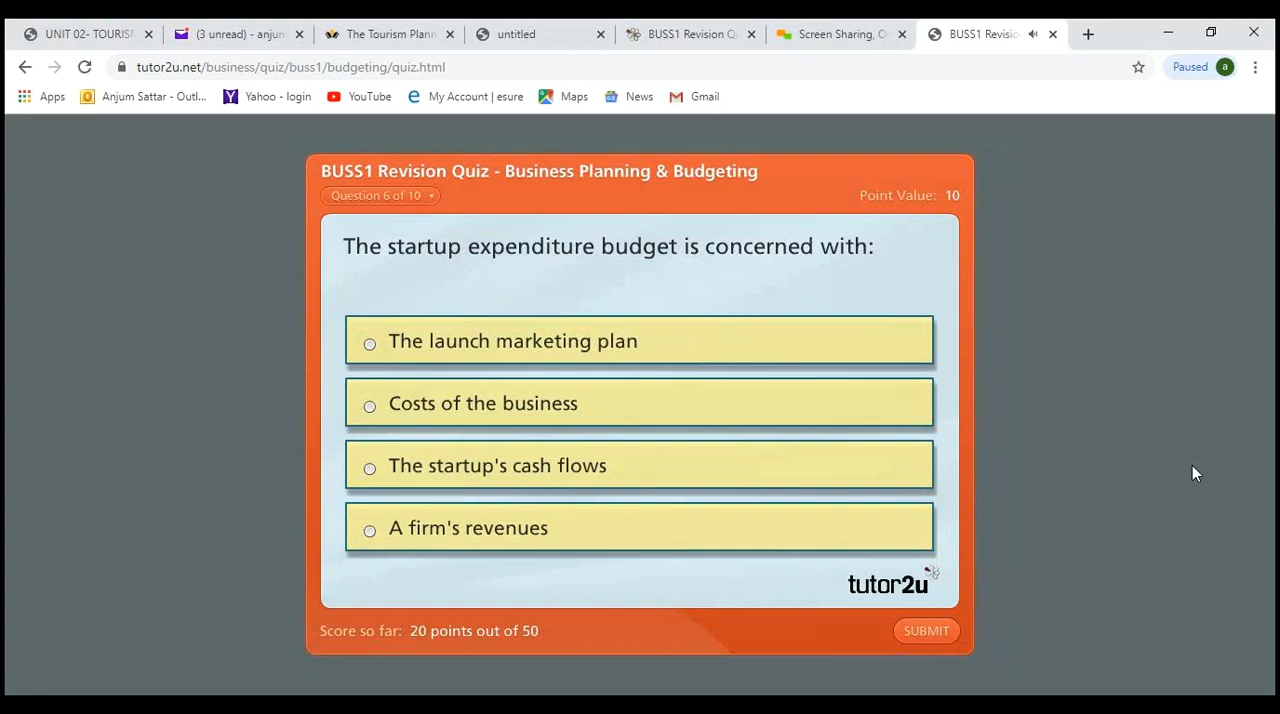 UNIT 02- TOURIS
(3 unread) - anjum
The Tourism Plann
untitled
BUSS1 Revision Q
Screen Sharing, O
BUSS1 Revisio
tutor2u.net/business/quiz/buss1/budgeting/quiz.html
Paused a
Apps
Anjum Sattar - Outl...
Yahoo - login
YouTube
My Account | esure
Maps
News
Gmail
BUSS1 Revision Quiz - Business Planning & Budgeting
Question 6 of 10
Point Value: 10
The startup expenditure budget is concerned with:
The launch marketing plan
Costs of the business
The startup's cash flows
A firm's revenues
tutor2u
Score so far: 20 points out of 50
SUBMIT